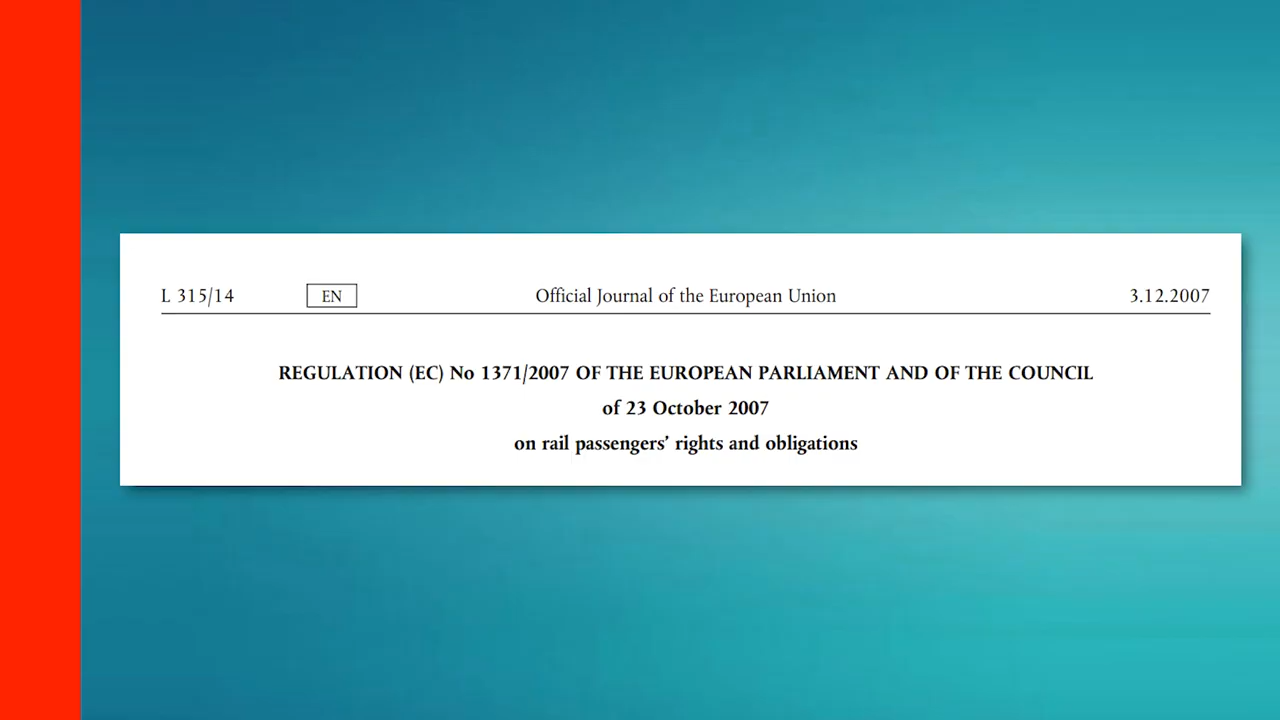 L 315/14 EN Official Journal of the European Union 3.12.2007
REGULATION (EC) No 1371/2007 OF THE EUROPEAN PARLIAMENT AND OF THE COUNCIL
of 23 October 2007
on rail passengers’ rights and obligations